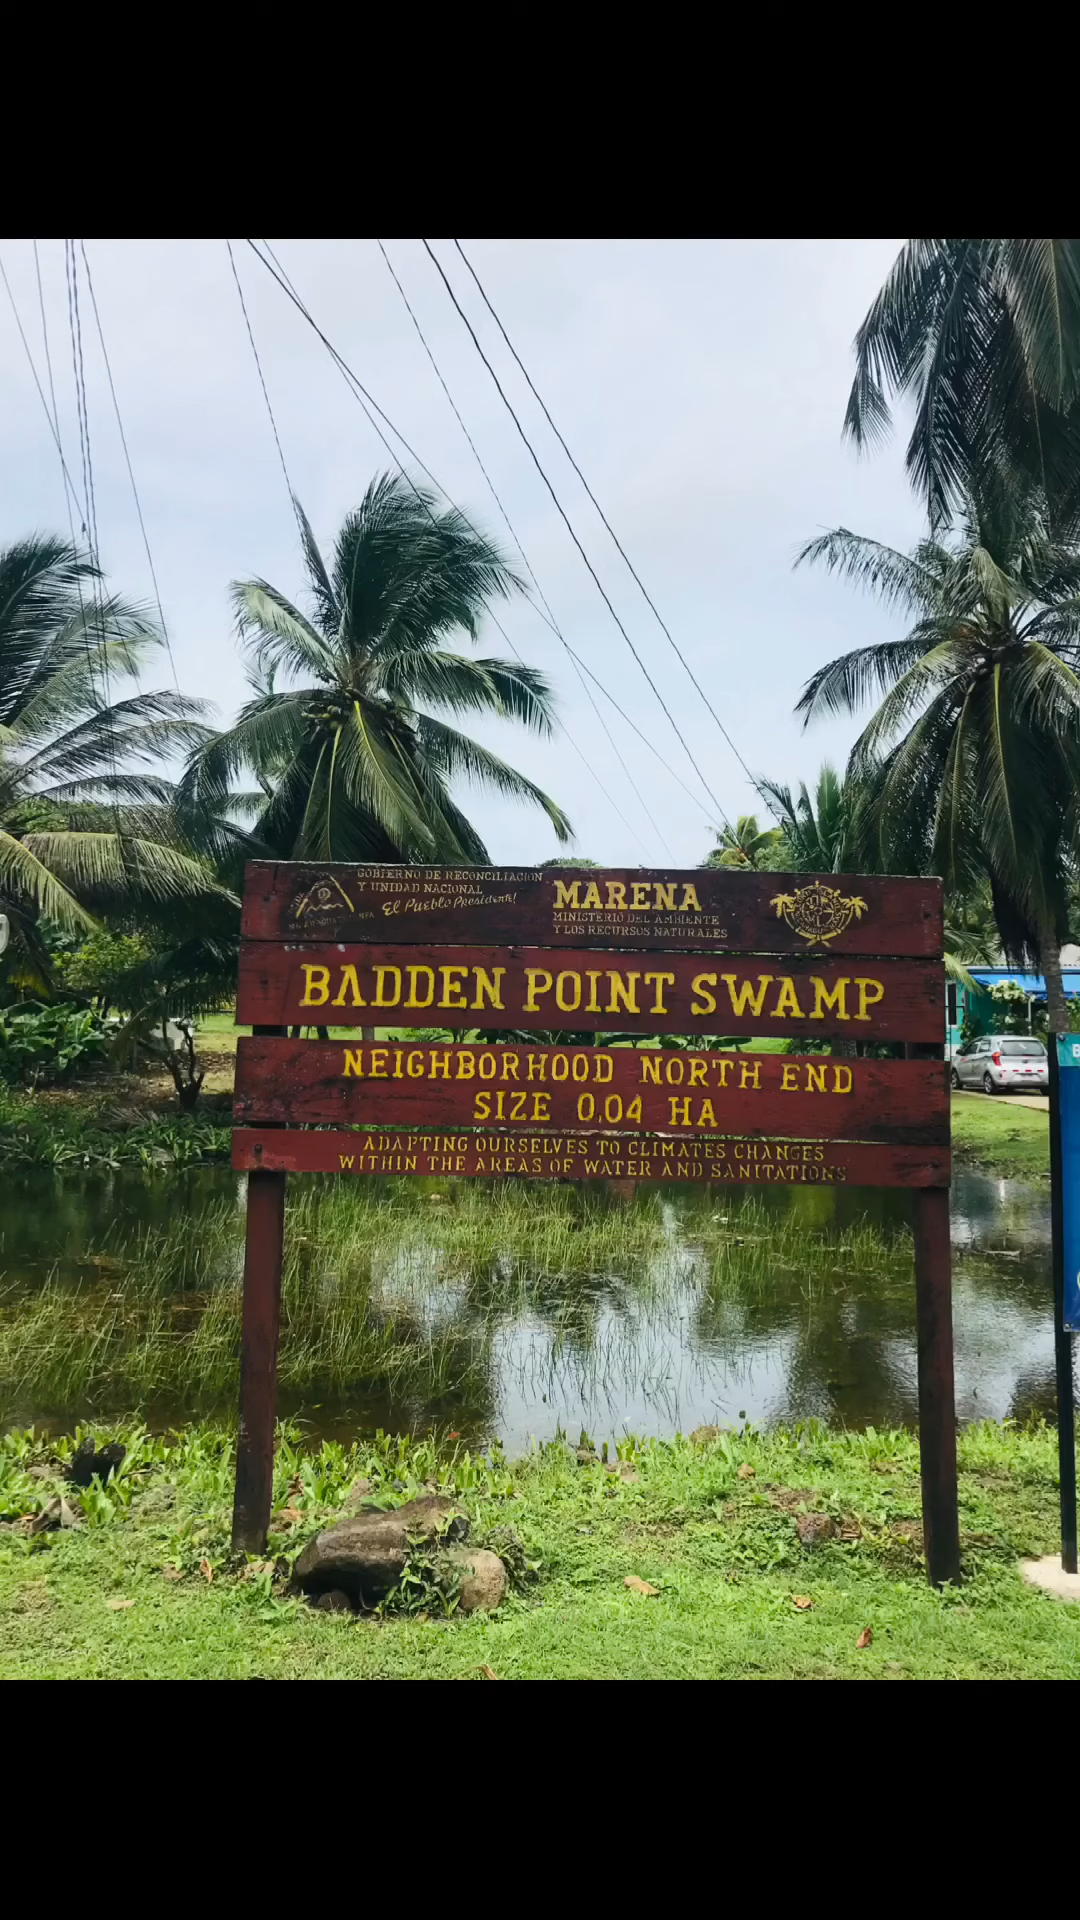 GOBIERNO DE RECONCILIACION
Y UNIDAD NACIONAL
El Pueblo Presidente!
MARENA
MINISTERIO DEL AMBIENTE
Y LOS RECURSOS NATURALES
BADDEN POINT SWAMP
NEIGHBORHOOD NORTH END
SIZE 0.04 HA
ADAPTING OURSELVES TO CLIMATES CHANGES
WITHIN THE AREAS OF WATER AND SANITATIONS